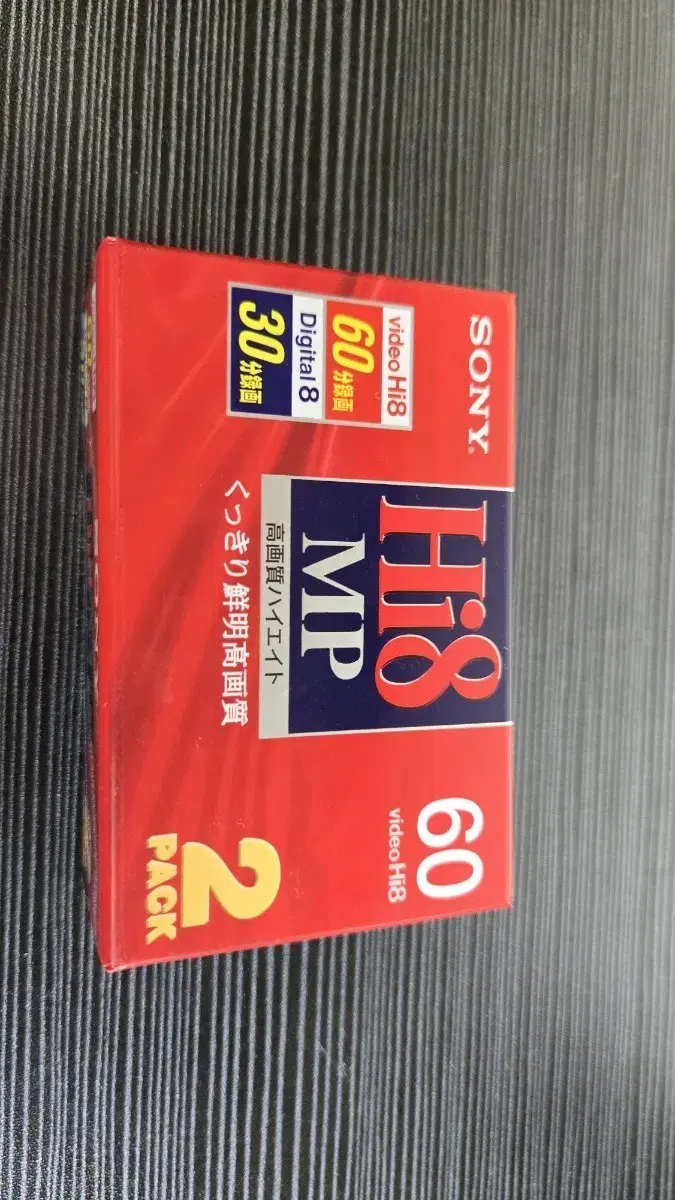 SONY
video Hi8
60分録画
Digital 8
30分録画
Hi8
MP
高画質ハイエイト
くっきり鮮明高画質
60
video Hi8
2
PACK